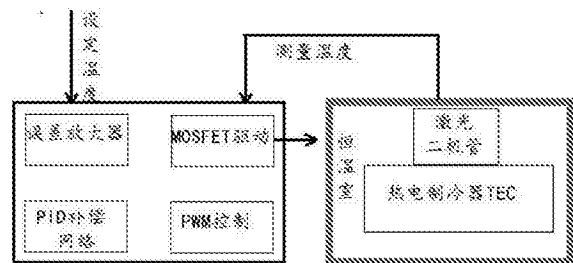 设定温度
测量温度
误差放大器
MOSFET驱动
PID补偿
网络
PWM控制
恒温室
激光
二极管
热电制冷器TEC